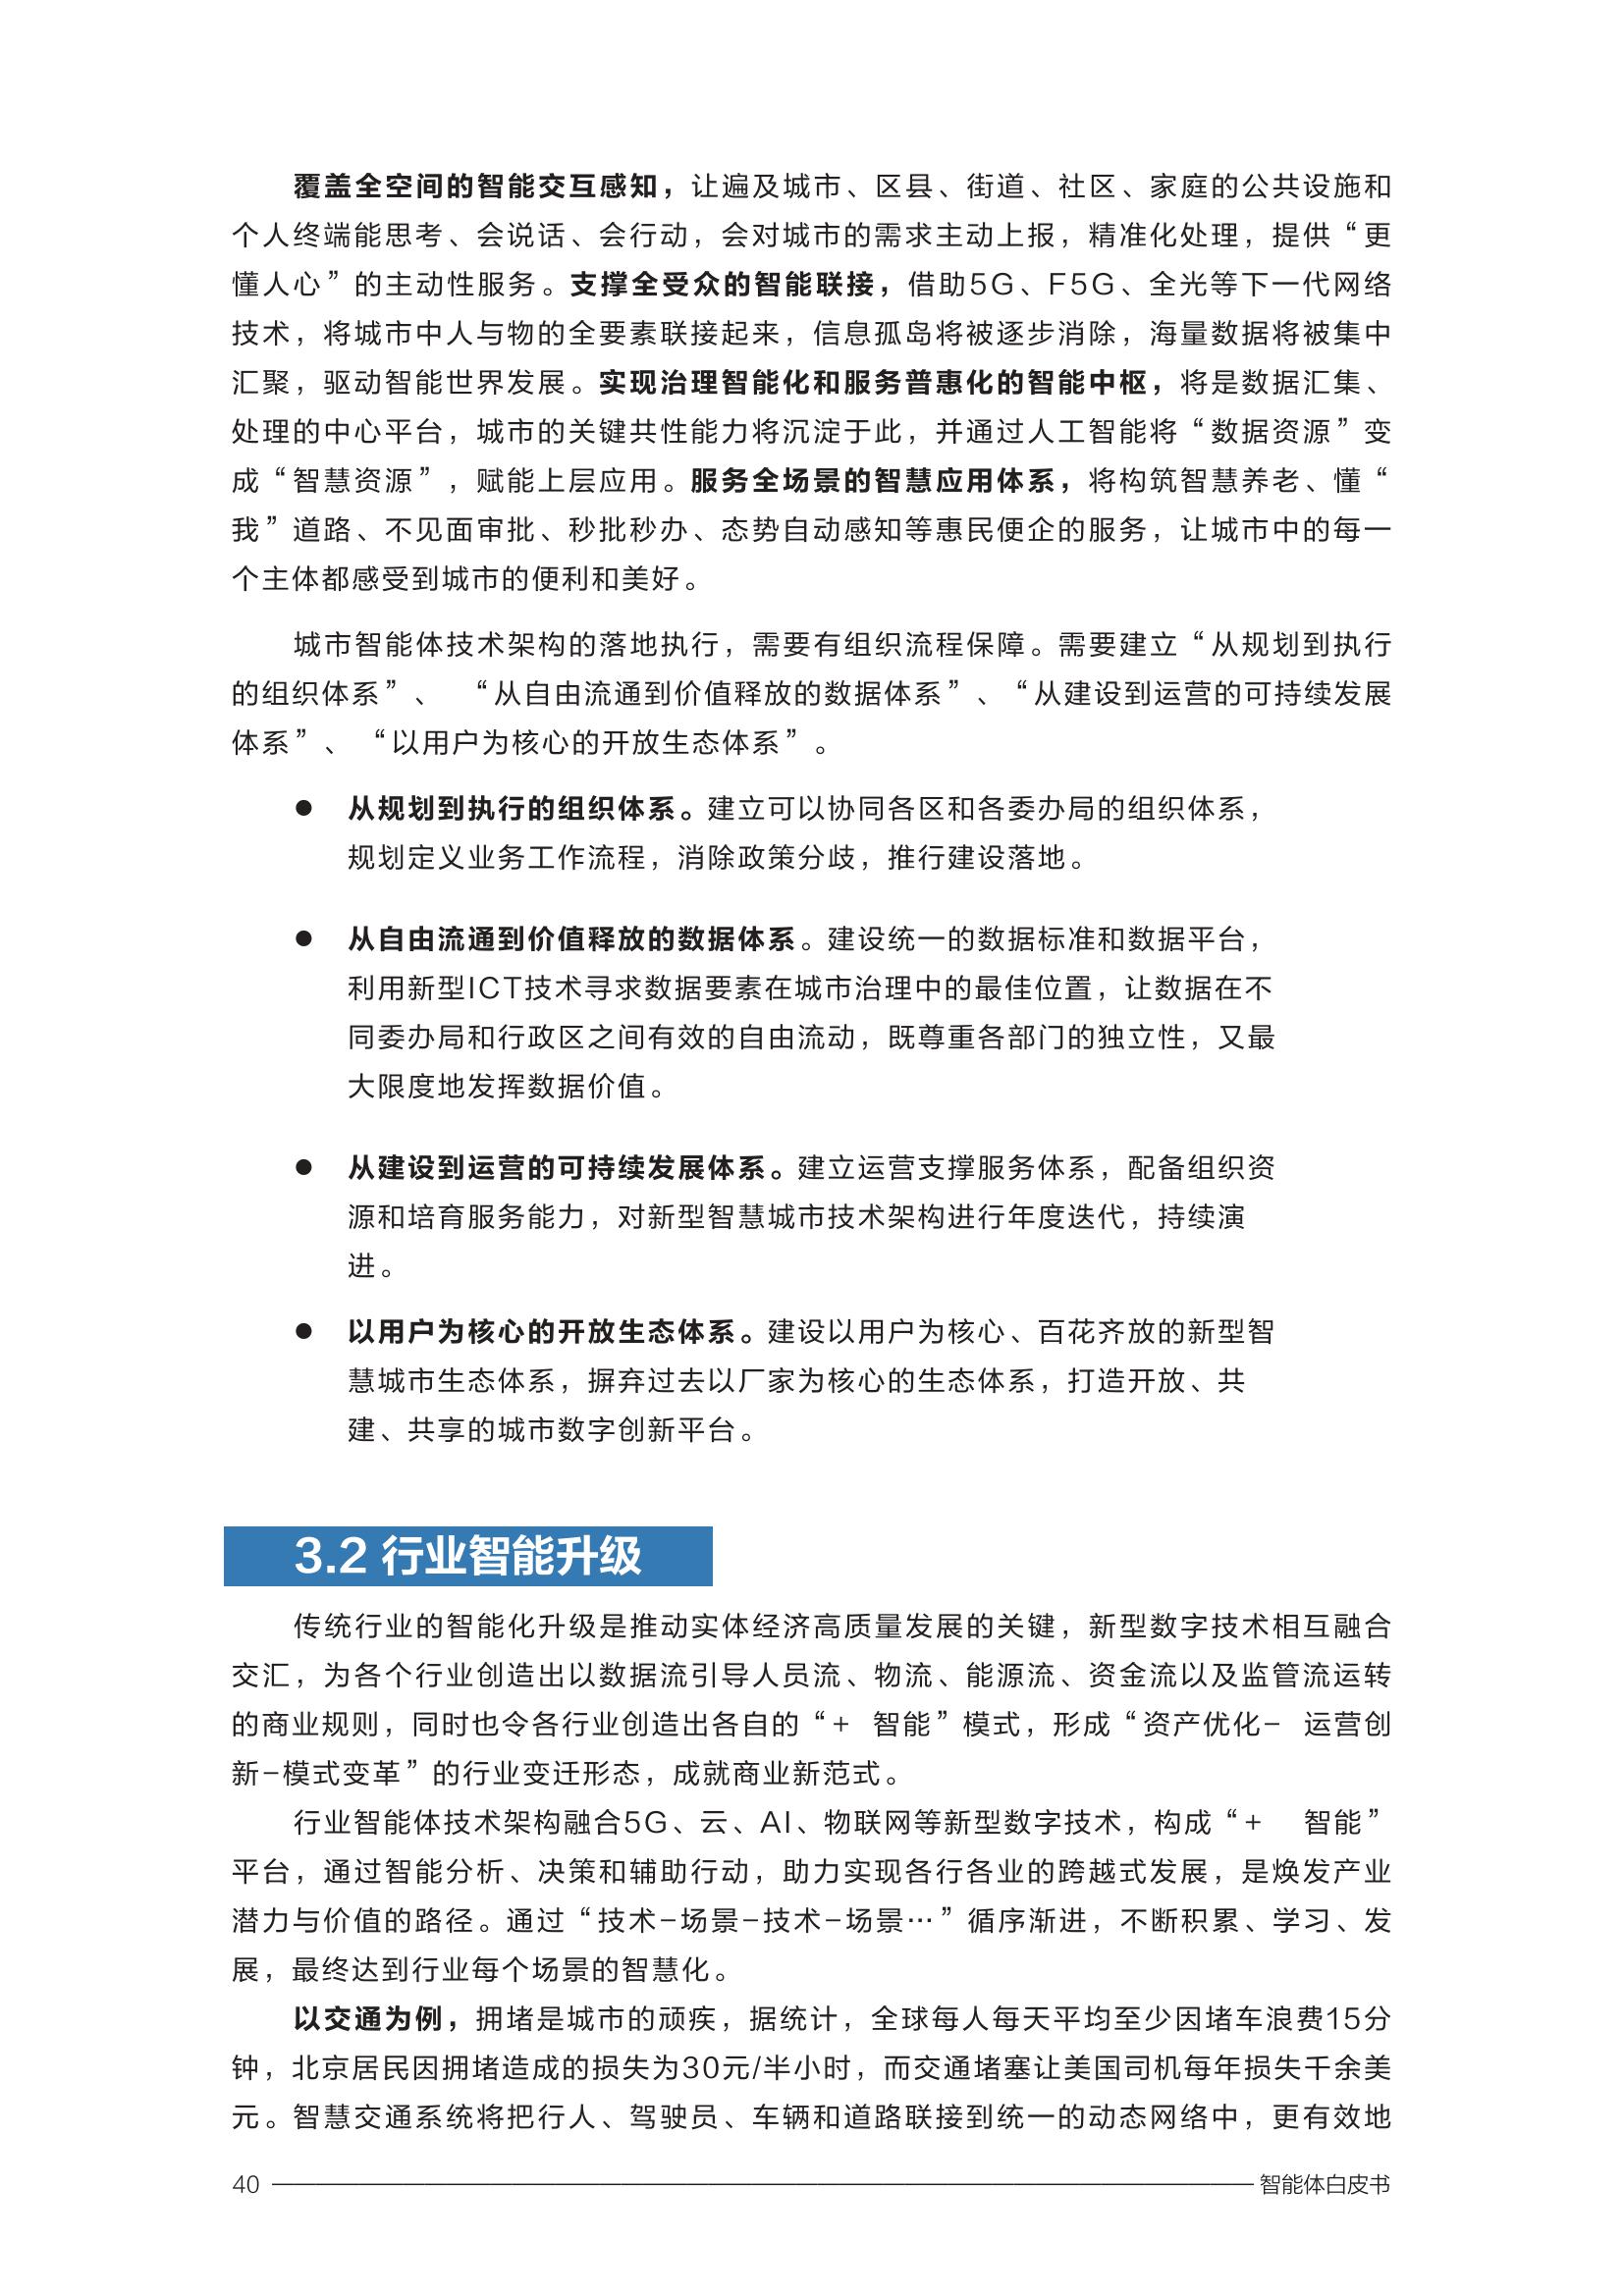 覆盖全空间的智能交互感知，让遍及城市、区县、街道、社区、家庭的公共设施和
个人终端能思考、会说话、会行动，会对城市的需求主动上报，精准化处理，提供“更
懂人心”的主动性服务。支撑全受众的智能联接，借助5G、F5G、全光等下一代网络
技术，将城市中人与物的全要素联接起来，信息孤岛将被逐步消除，海量数据将被集中
汇聚，驱动智能世界发展。实现治理智能化和服务普惠化的智能中枢，将是数据汇集、
处理的中心平台，城市的关键共性能力将沉淀于此，并通过人工智能将“数据资源”变
成“智慧资源”，赋能上层应用。服务全场景的智慧应用体系，将构筑智慧养老、懂“
我”道路、不见面审批、秒批秒办、态势自动感知等惠民便企的服务，让城市中的每一
个主体都感受到城市的便利和美好。
城市智能体技术架构的落地执行，需要有组织流程保障。需要建立“从规划到执行
的组织体系”、 “从自由流通到价值释放的数据体系”、“从建设到运营的可持续发展
体系”、 “以用户为核心的开放生态体系”。
● 从规划到执行的组织体系。建立可以协同各区和各委办局的组织体系，
规划定义业务工作流程，消除政策分歧，推行建设落地。
● 从自由流通到价值释放的数据体系。建设统一的数据标准和数据平台，
利用新型ICT技术寻求数据要素在城市治理中的最佳位置，让数据在不
同委办局和行政区之间有效的自由流动，既尊重各部门的独立性，又最
大限度地发挥数据价值。
● 从建设到运营的可持续发展体系。建立运营支撑服务体系，配备组织资
源和培育服务能力，对新型智慧城市技术架构进行年度迭代，持续演
进。
● 以用户为核心的开放生态体系。建设以用户为核心、百花齐放的新型智
慧城市生态体系，摒弃过去以厂家为核心的生态体系，打造开放、共
建、共享的城市数字创新平台。
3.2 行业智能升级
传统行业的智能化升级是推动实体经济高质量发展的关键，新型数字技术相互融合
交汇，为各个行业创造出以数据流引导人员流、物流、能源流、资金流以及监管流运转
的商业规则，同时也令各行业创造出各自的“+ 智能”模式，形成“资产优化– 运营创
新–模式变革”的行业变迁形态，成就商业新范式。
行业智能体技术架构融合5G、云、AI、物联网等新型数字技术，构成“+ 智能”
平台，通过智能分析、决策和辅助行动，助力实现各行各业的跨越式发展，是焕发产业
潜力与价值的路径。通过“技术–场景–技术–场景…”循序渐进，不断积累、学习、发
展，最终达到行业每个场景的智慧化。
以交通为例，拥堵是城市的顽疾，据统计，全球每人每天平均至少因堵车浪费15分
钟，北京居民因拥堵造成的损失为30元/半小时，而交通堵塞让美国司机每年损失千余美
元。智慧交通系统将把行人、驾驶员、车辆和道路联接到统一的动态网络中，更有效地
40 智能体白皮书